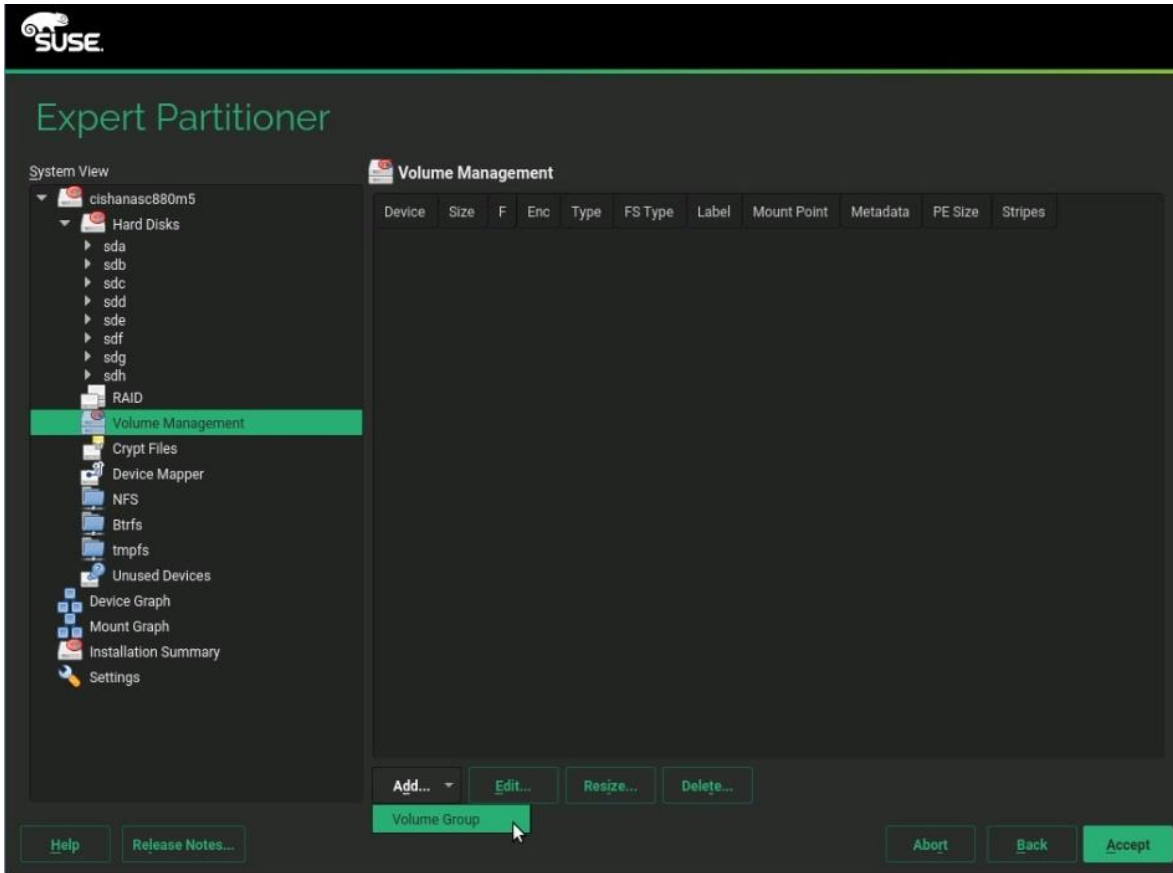 SUSE.
Expert Partitioner
System View
cishanasc880m5
Hard Disks
sda
sdb
sdc
sdd
sde
sdf
sdg
sdh
RAID
Volume Management
Crypt Files
Device Mapper
NFS
Btrfs
tmpfs
Unused Devices
Device Graph
Mount Graph
Installation Summary
Settings
Volume Management
Device Size F Enc Type FS Type Label Mount Point Metadata PE Size Stripes
Add... Edit... Resize... Delete...
Volume Group
Help Release Notes... Abort Back Accept